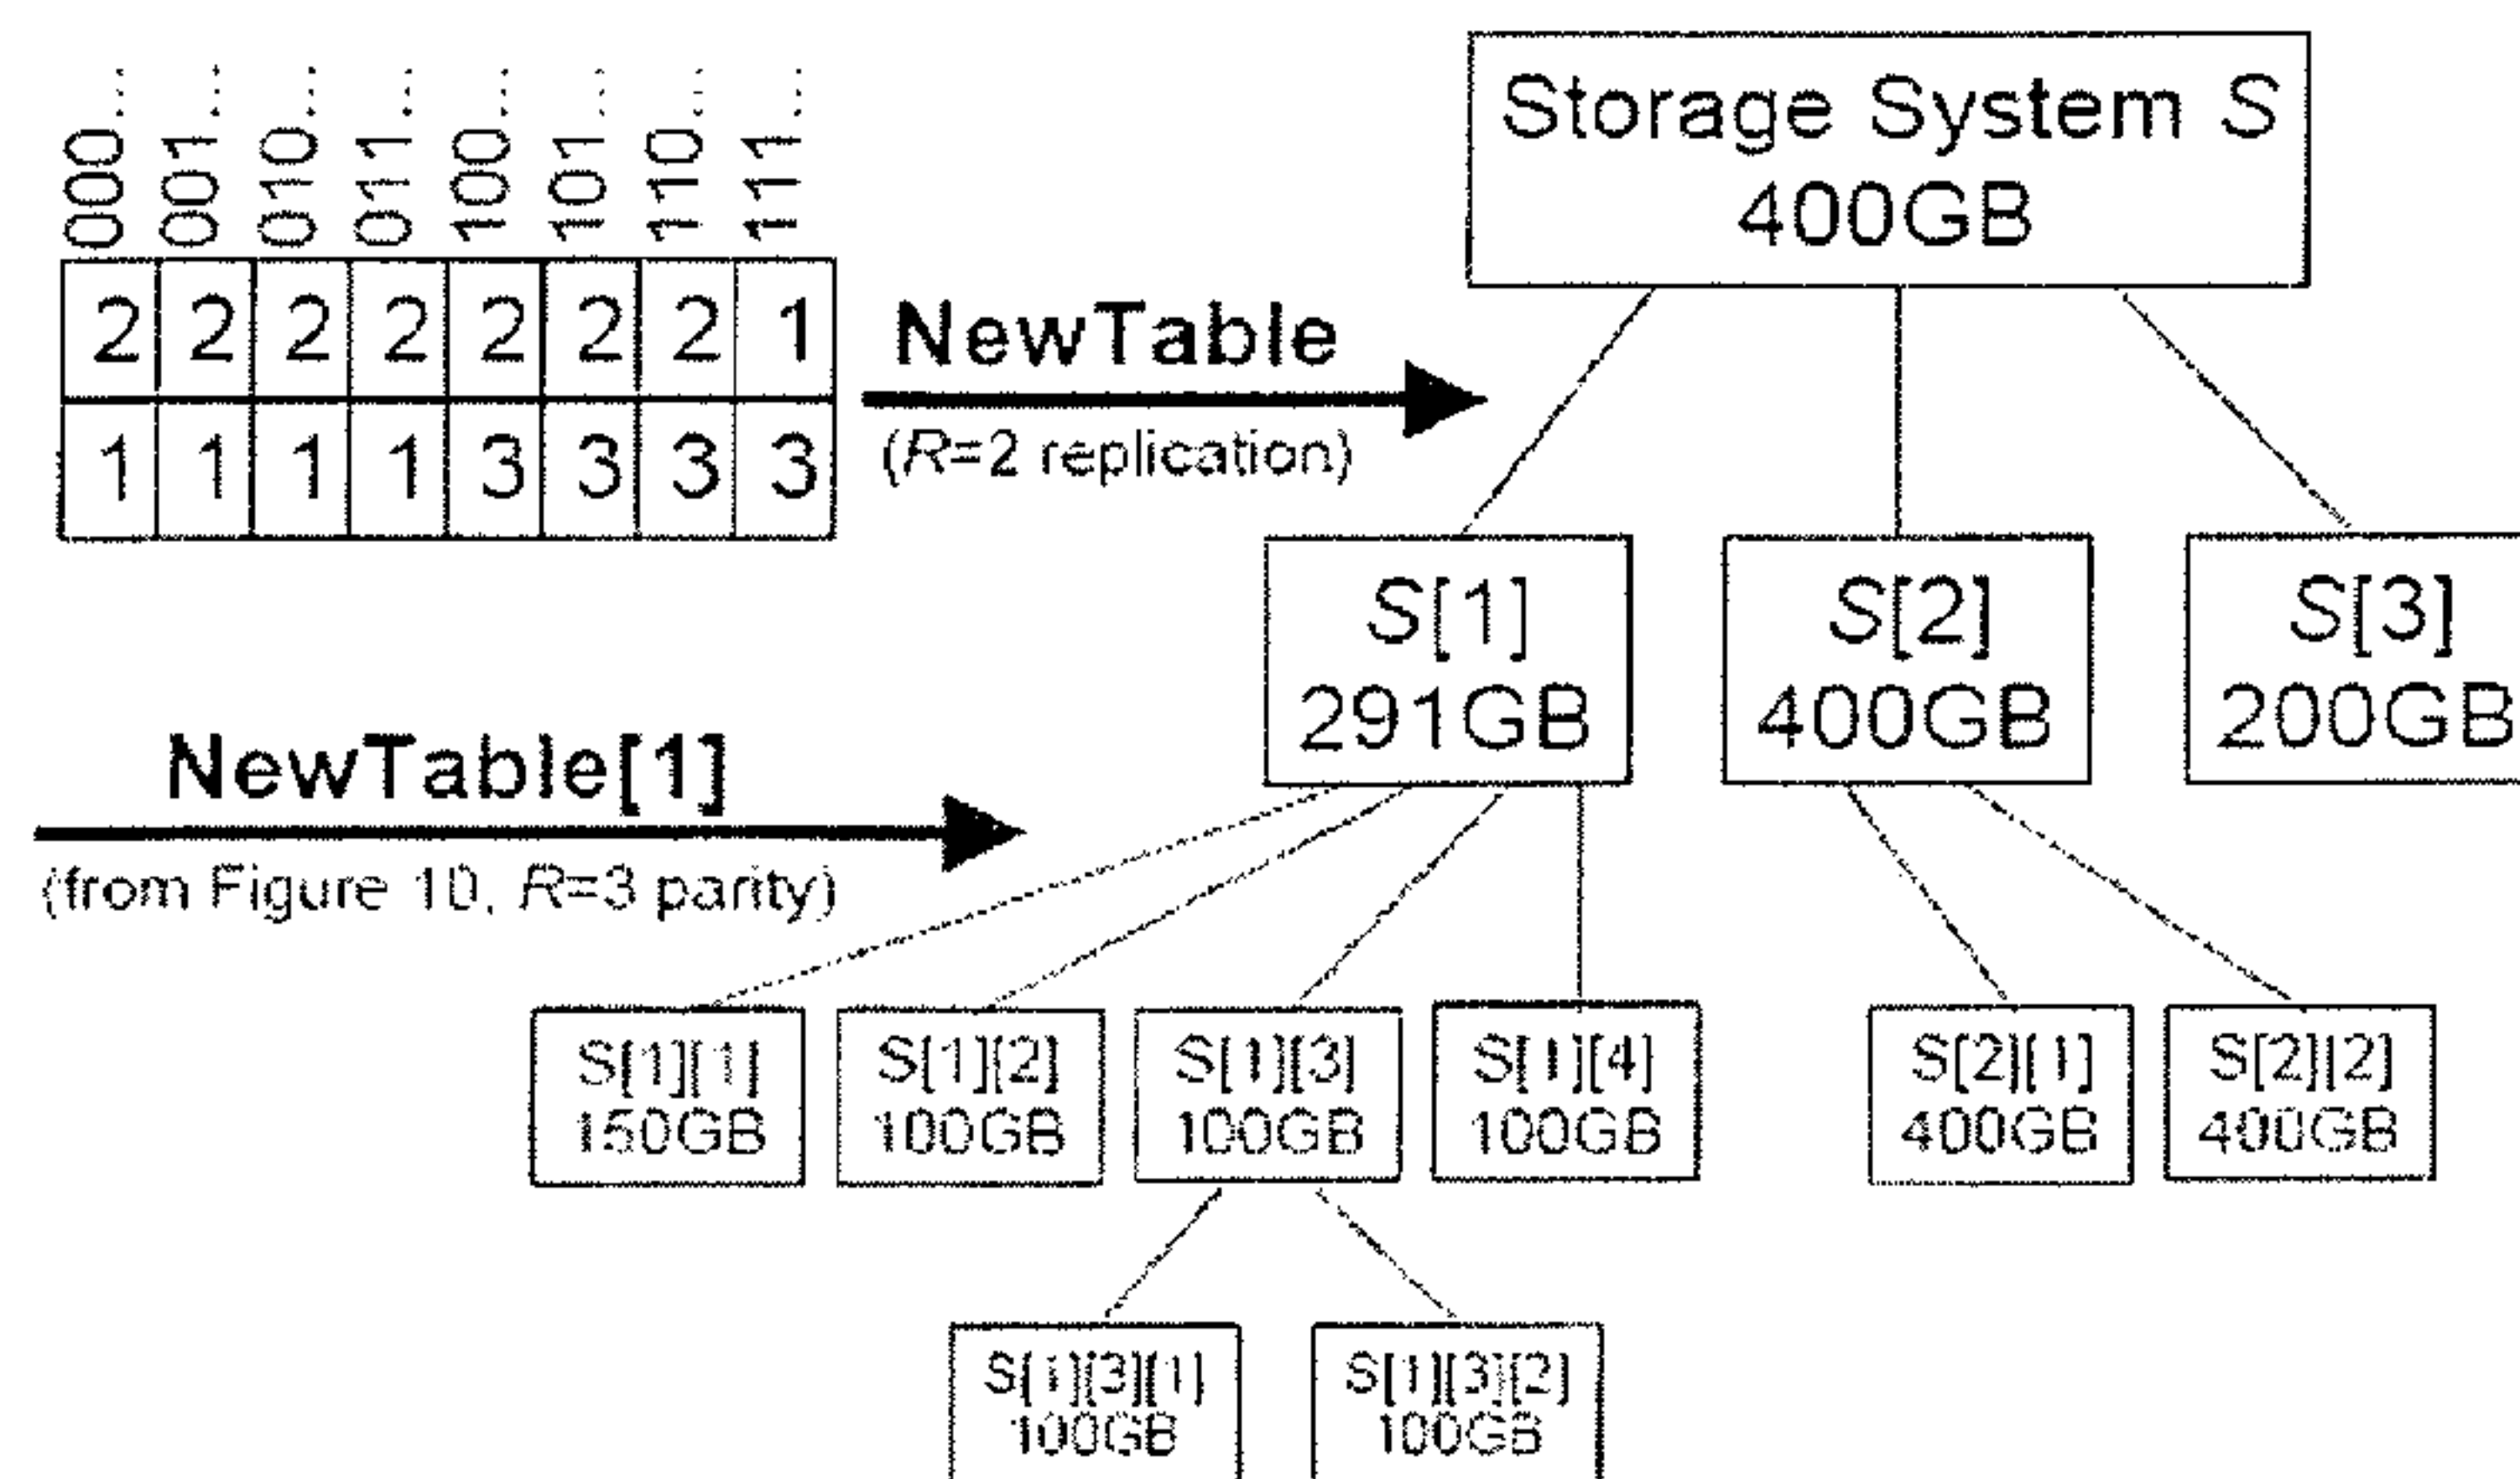 000...
001...
010...
011...
100...
101...
110...
111...
2 2 2 2 2 2 2 1
1 1 1 1 3 3 3 3
NewTable
(R=2 replication)
Storage System S
400GB
S[1]
291GB
S[2]
400GB
S[3]
200GB
NewTable[1]
(from Figure 10, R=3 parity)
S[1][1]
150GB
S[1][2]
100GB
S[1][3]
100GB
S[1][4]
100GB
S[2][1]
400GB
S[2][2]
400GB
S[1][3][1]
100GB
S[1][3][2]
100GB